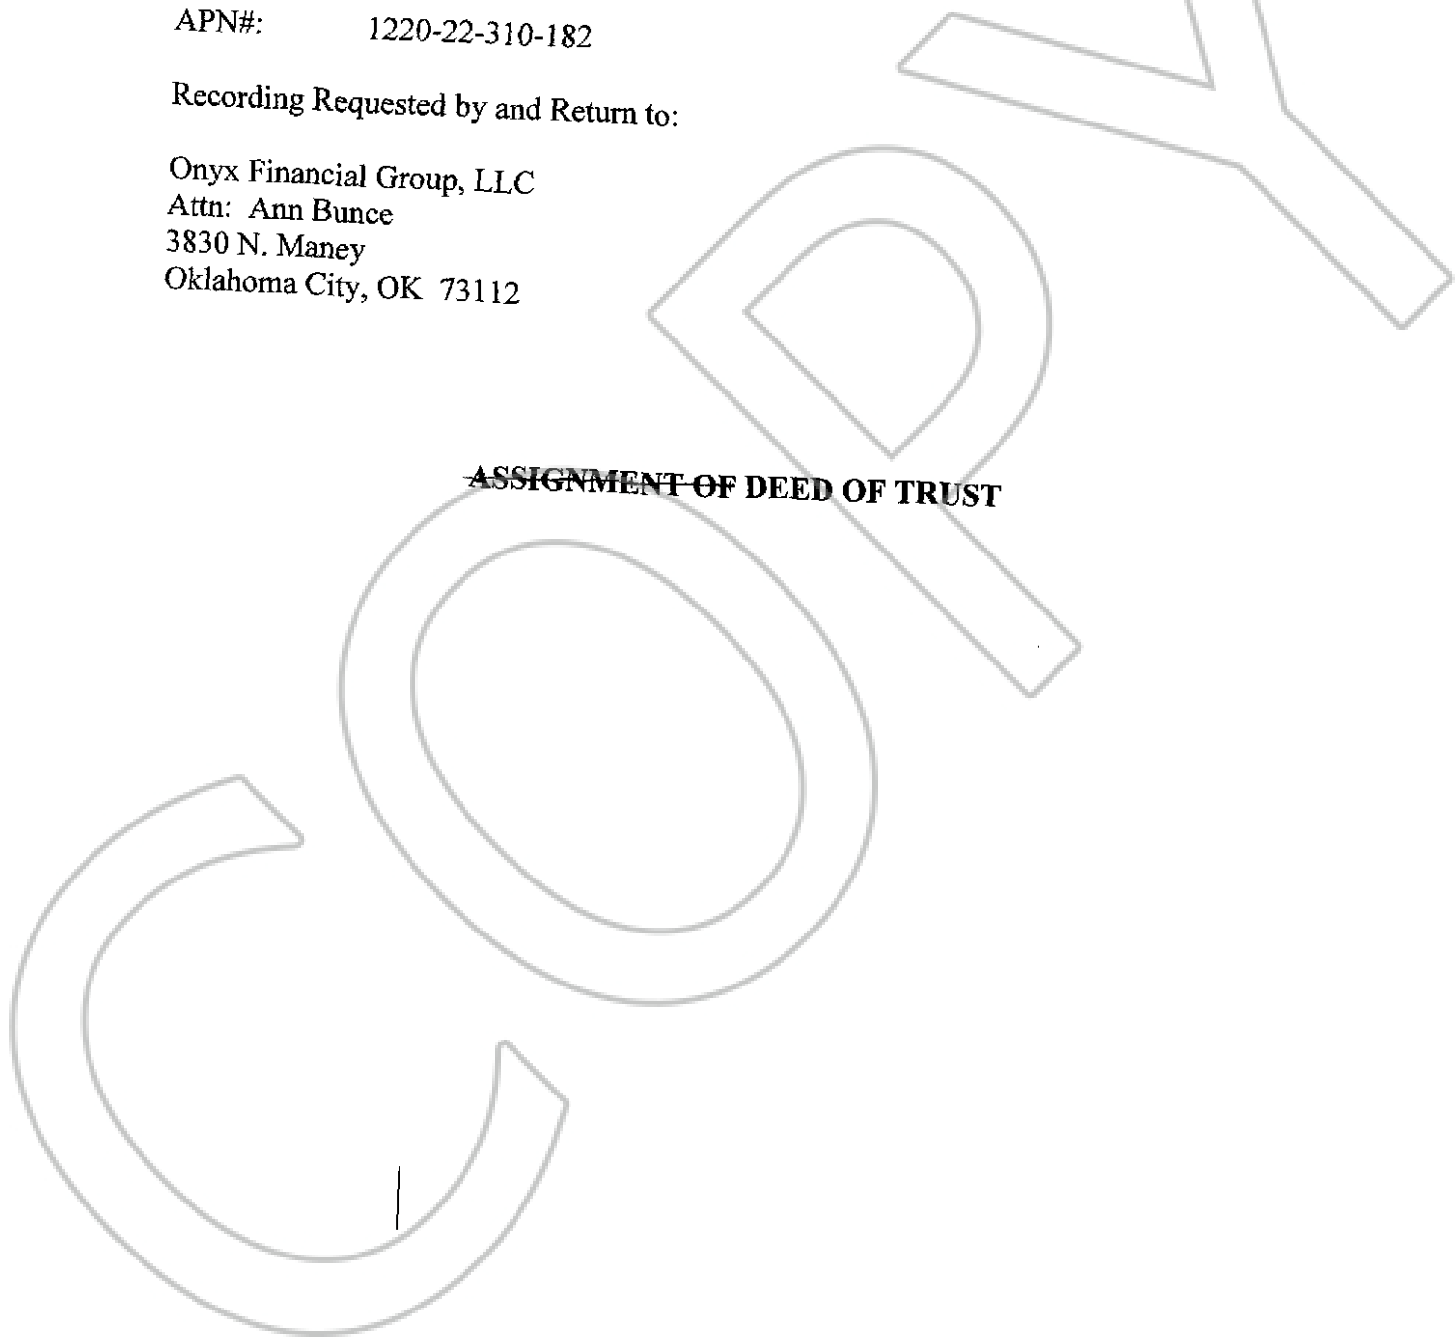 APN#: 1220-22-310-182
Recording Requested by and Return to:
Onyx Financial Group, LLC
Attn: Ann Bunce
3830 N. Maney
Oklahoma City, OK 73112
ASSIGNMENT OF DEED OF TRUST
COPY